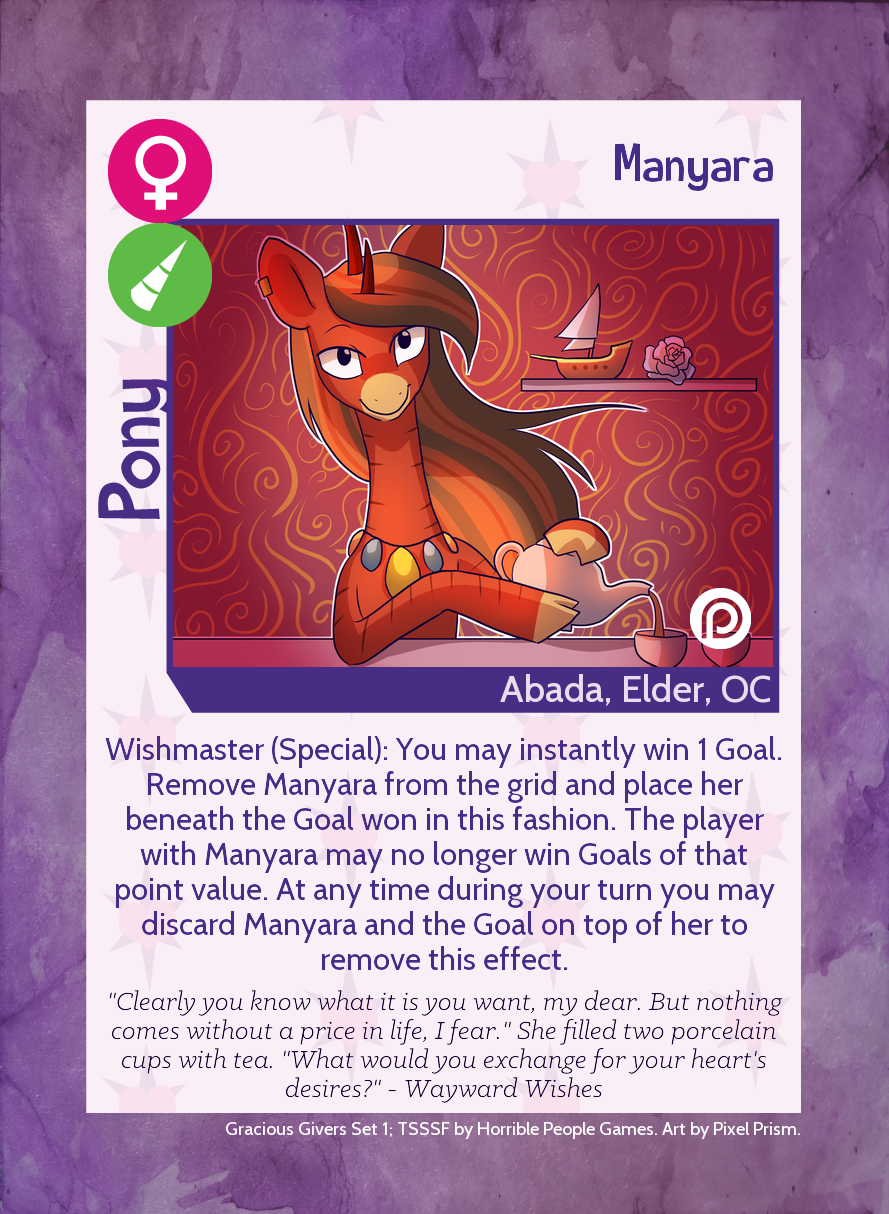 Manyara
Pony
Abada, Elder, OC
Wishmaster (Special): You may instantly win 1 Goal.
Remove Manyara from the grid and place her
beneath the Goal won in this fashion. The player
with Manyara may no longer win Goals of that
point value. At any time during your turn you may
discard Manyara and the Goal on top of her to
remove this effect.
"Clearly you know what it is you want, my dear. But nothing
comes without a price in life, I fear." She filled two porcelain
cups with tea. "What would you exchange for your heart's
desires?" - Wayward Wishes
Gracious Givers Set 1; TSSSF by Horrible People Games. Art by Pixel Prism.